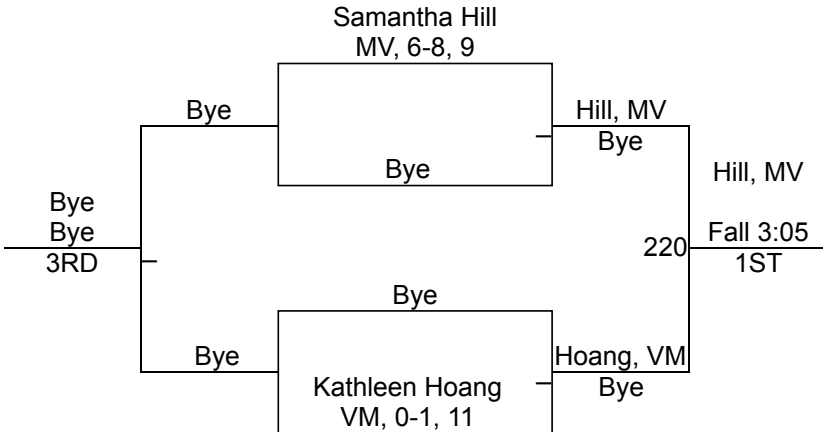 Samantha Hill
MV, 6-8, 9
Bye
Hill, MV
Bye
Bye
Hill, MV
Bye
Bye
3RD
220
Fall 3:05
1ST
Bye
Bye
Hoang, VM
Kathleen Hoang
VM, 0-1, 11
Bye